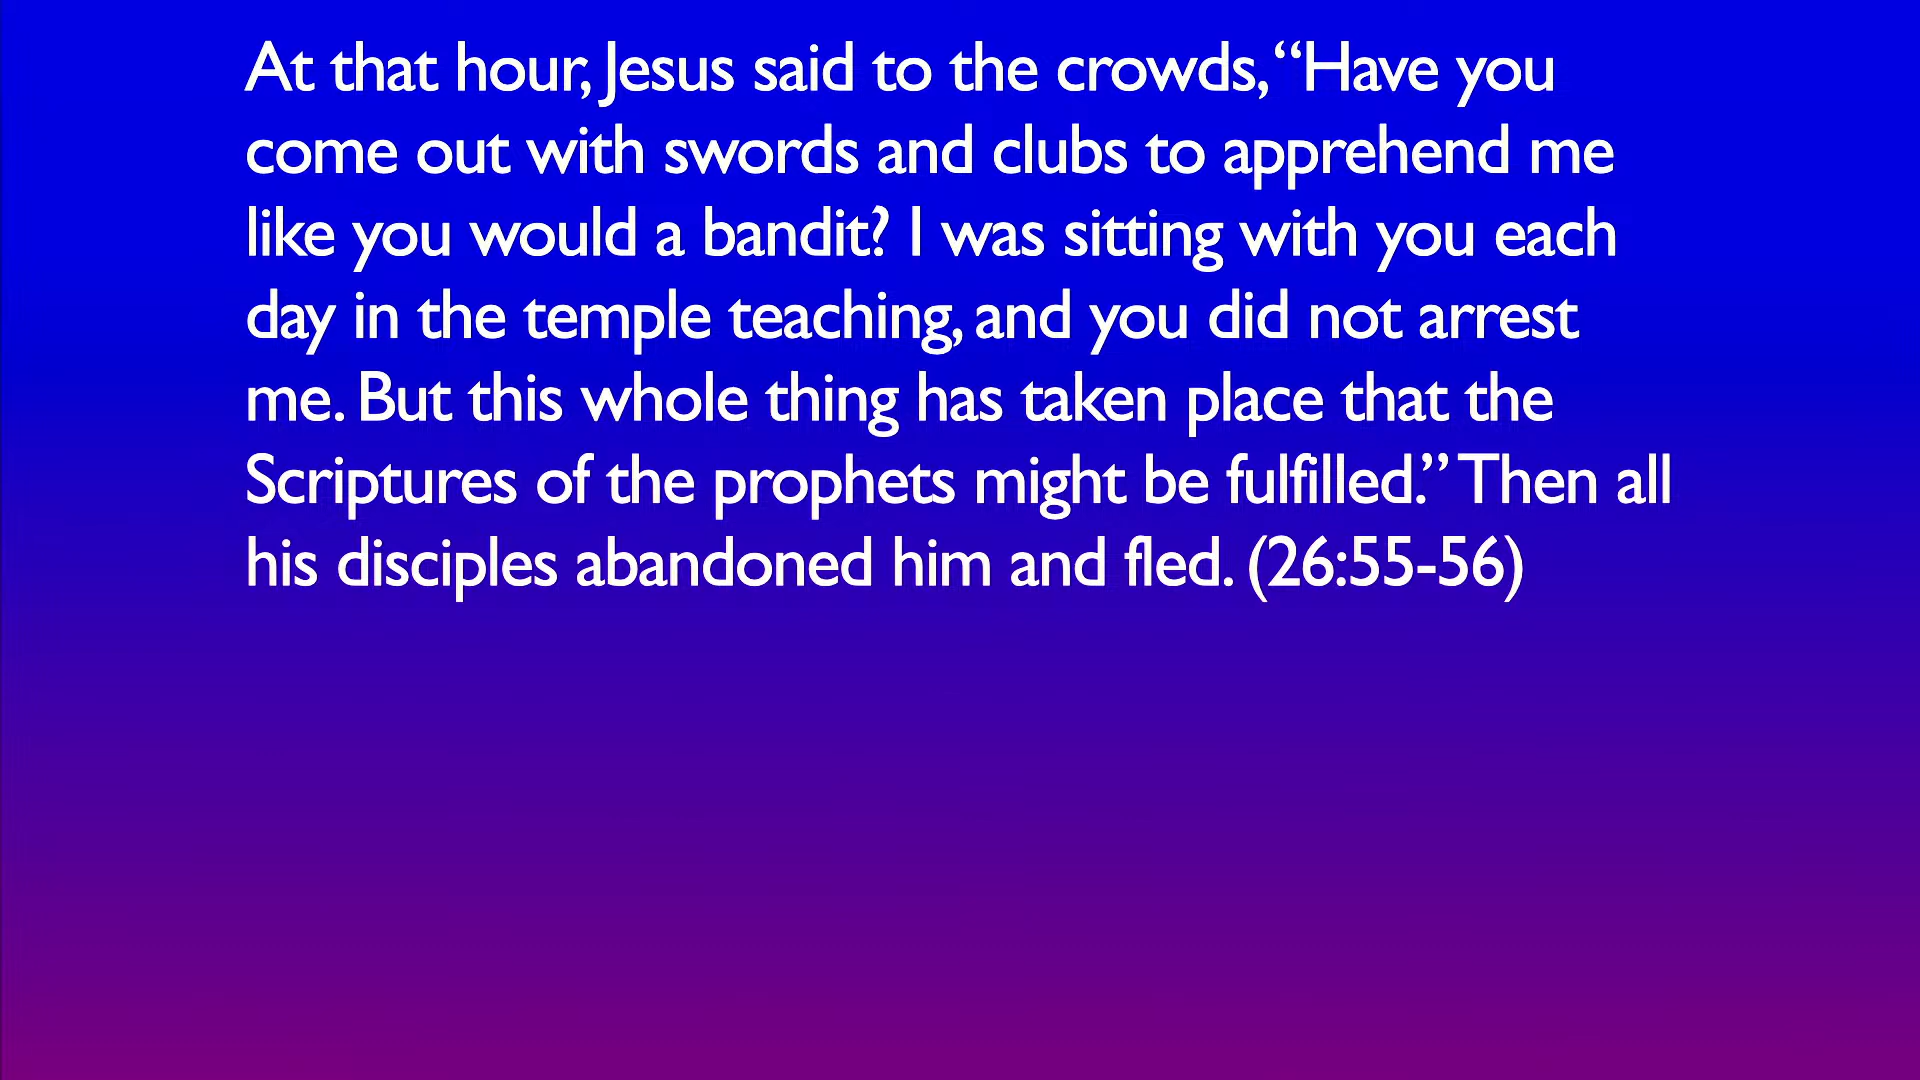 At that hour, Jesus said to the crowds, “Have you
come out with swords and clubs to apprehend me
like you would a bandit? I was sitting with you each
day in the temple teaching, and you did not arrest
me. But this whole thing has taken place that the
Scriptures of the prophets might be fulfilled.” Then all
his disciples abandoned him and fled. (26:55-56)